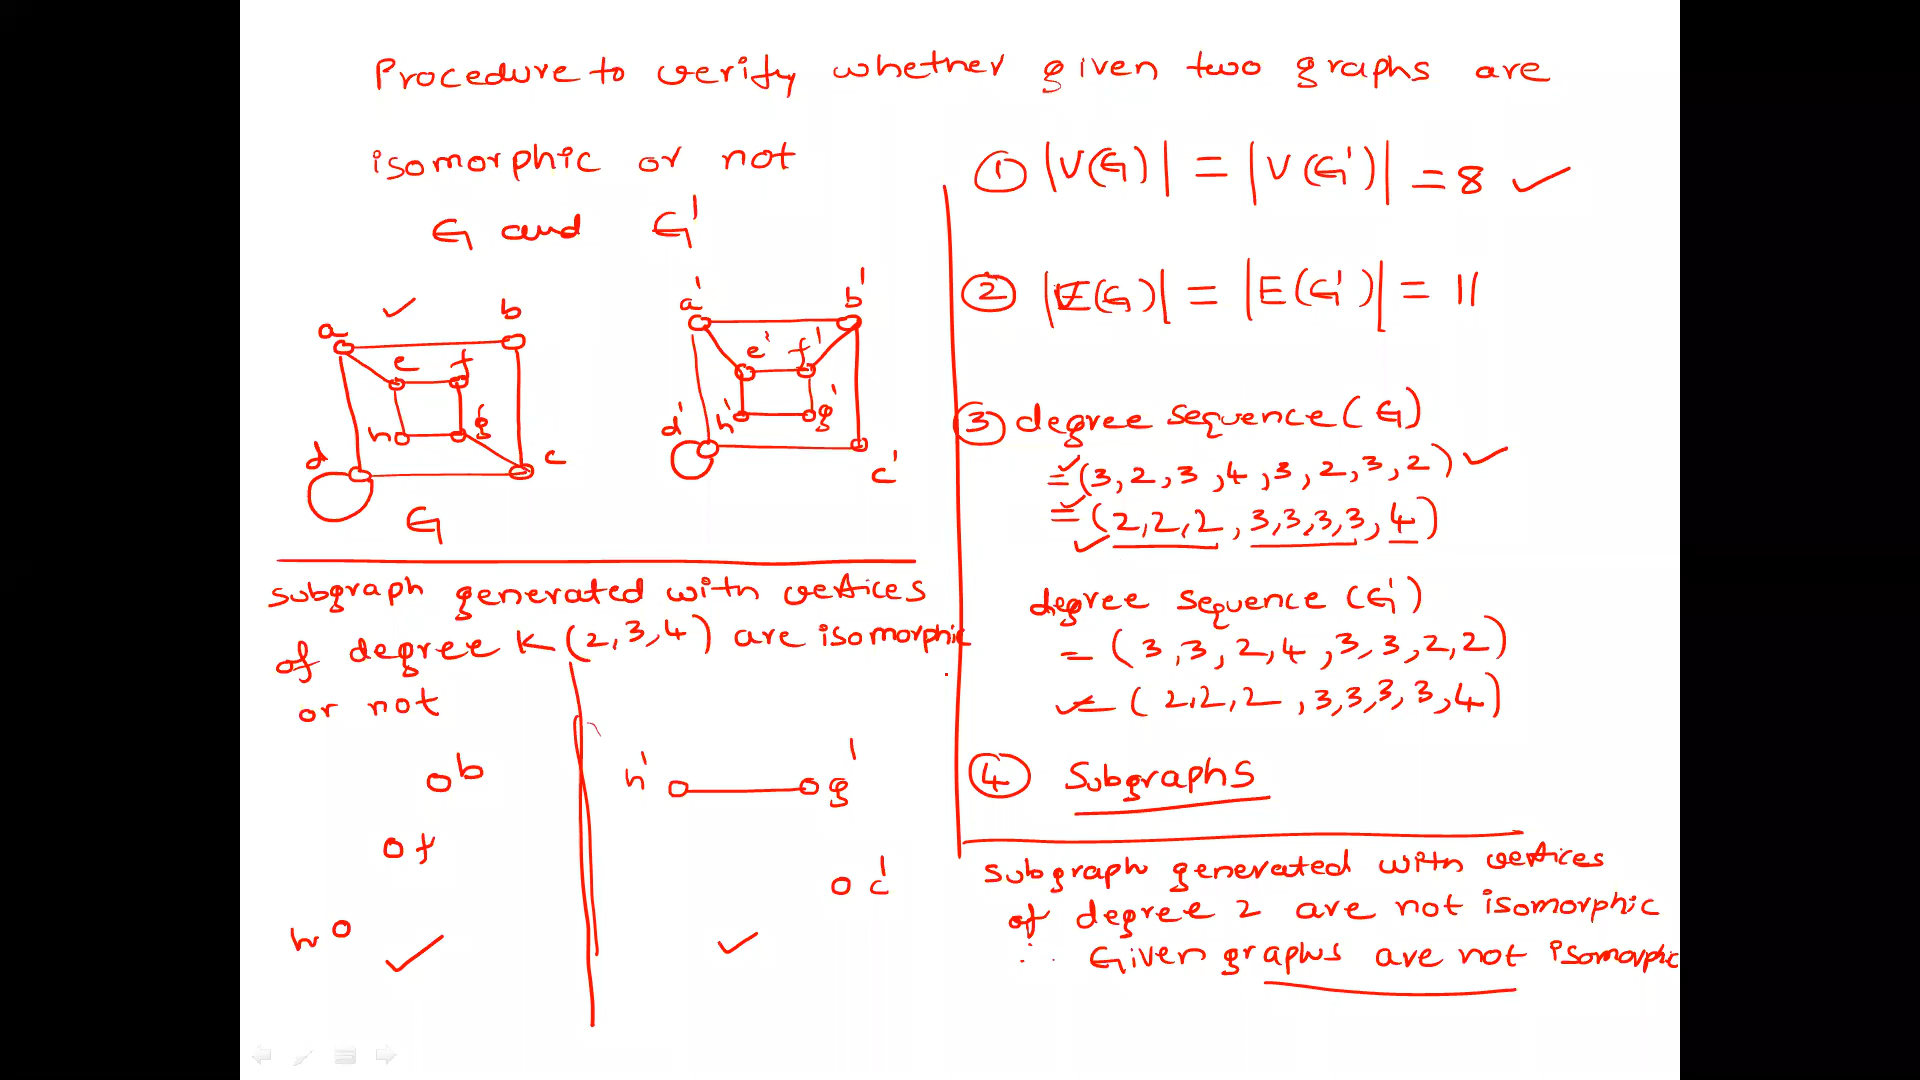 Procedure to verify whether given two graphs are
isomorphic or not
G and G'
a b
e f
h g
d c
G
a' b'
e' f'
h' g'
d' c'
subgraph generated with vertices
of degree K (2,3,4) are isomorphic
or not
b
f
h
h' g'
c'
① |V(G)| = |V(G')| = 8 ✓
② |E(G)| = |E(G')| = 11
③ degree sequence (G)
= (3,2,3,4,3,2,3,2) ✓
= (2,2,2,3,3,3,3,4)
degree sequence (G')
= (3,3,2,4,3,3,2,2)
= (2,2,2,3,3,3,3,4)
④ Subgraphs
subgraph generated with vertices
of degree 2 are not isomorphic
∴ Given graphs are not isomorphic